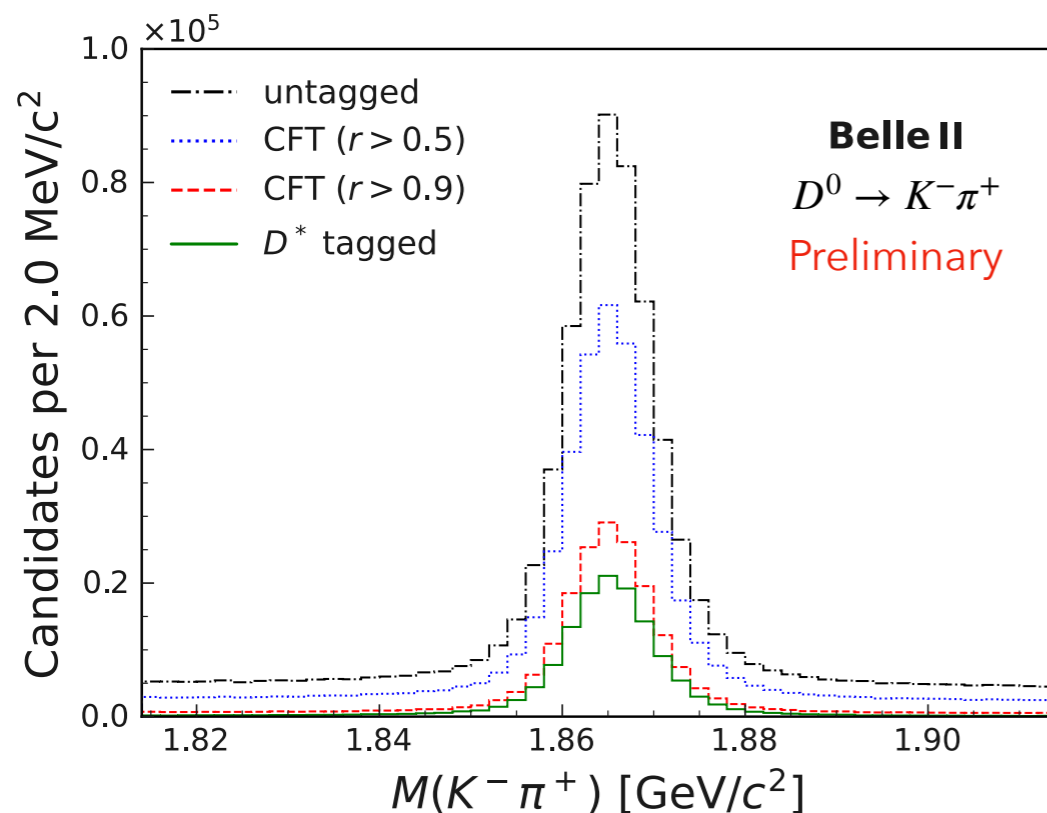 ×10⁵
1.0
0.8
0.6
0.4
0.2
0.0
Candidates per 2.0 MeV/c²
untagged
CFT (r > 0.5)
CFT (r > 0.9)
D* tagged
Belle II
D⁰ → K⁻π⁺
Preliminary
1.82 1.84 1.86 1.88 1.90
M(K⁻π⁺) [GeV/c²]